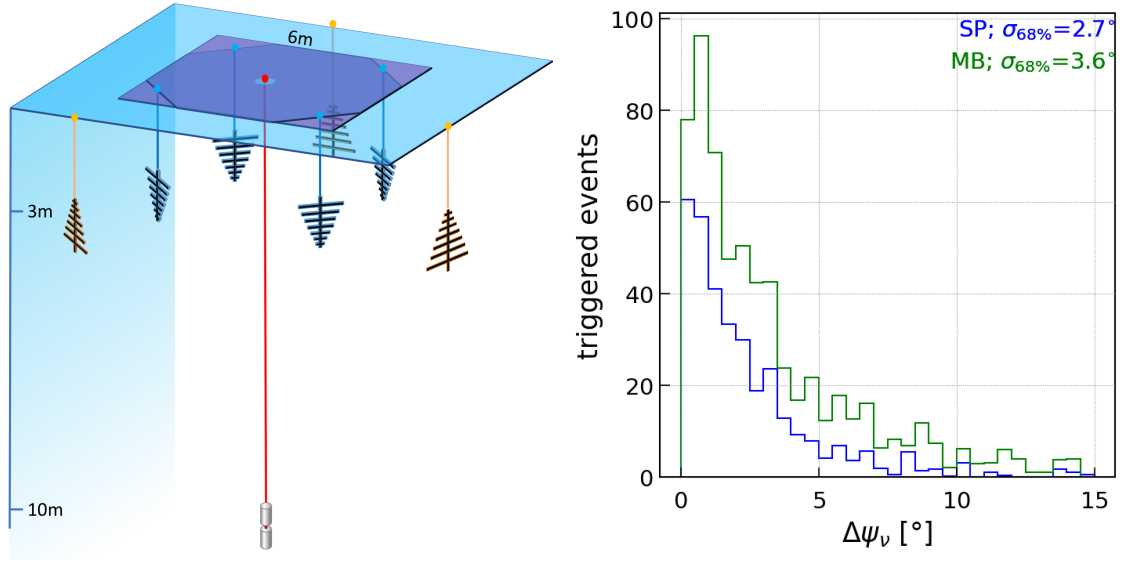 6m
3m
10m
SP; σ68%=2.7°
MB; σ68%=3.6°
triggered events
100
80
60
40
20
0
0 5 10 15
Δψν [°]